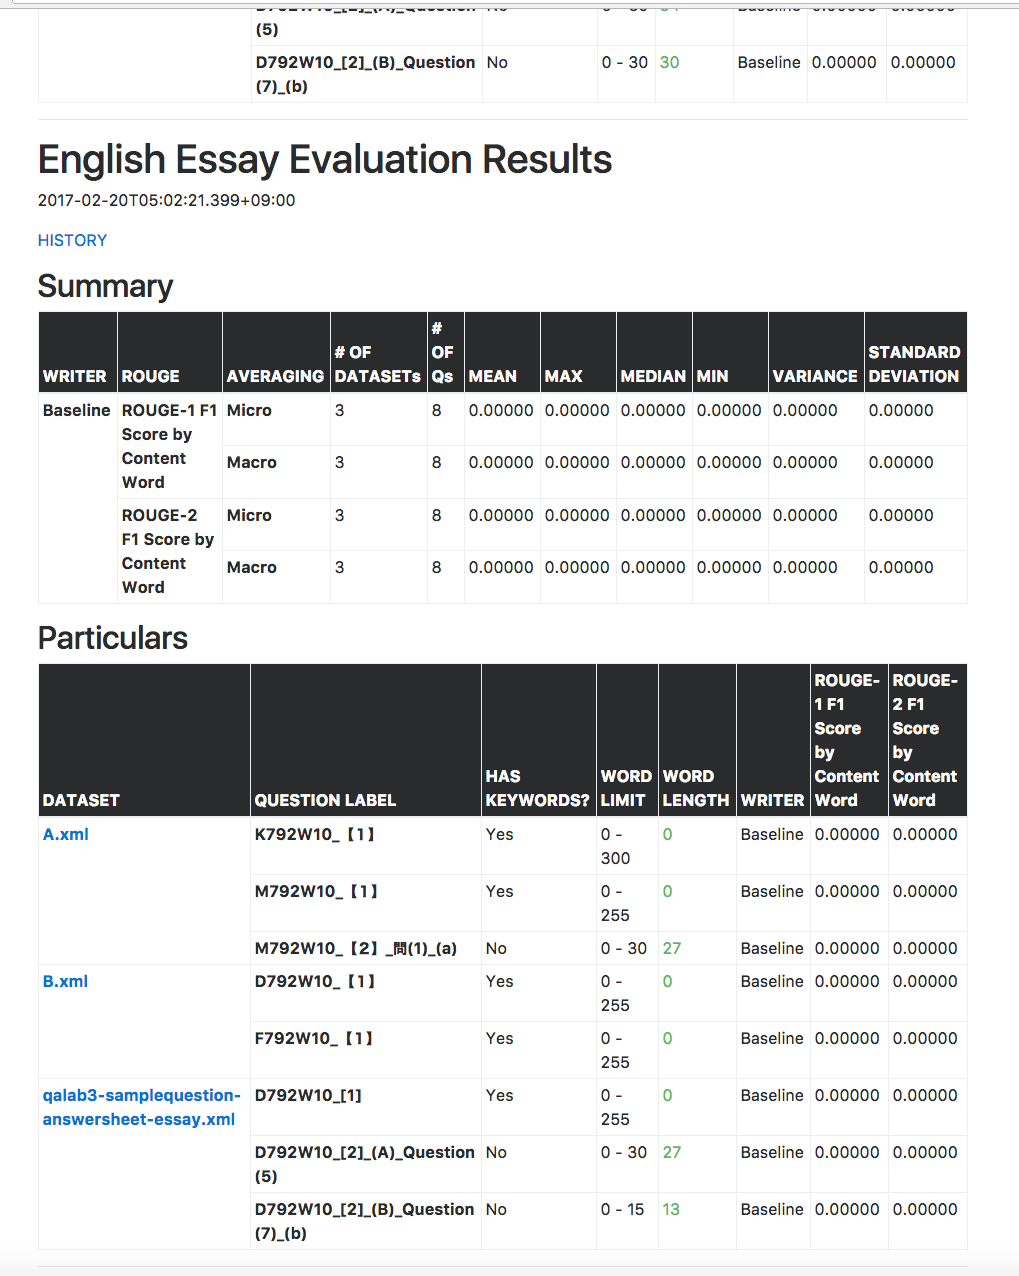 (5)
D792W10_[2]_(B)_Question No 0 - 30 30 Baseline 0.00000 0.00000
(7)_(b)
English Essay Evaluation Results
2017-02-20T05:02:21.399+09:00
HISTORY
Summary
#
# OF OF STANDARD
WRITER ROUGE AVERAGING DATASETs Qs MEAN MAX MEDIAN MIN VARIANCE DEVIATION
Baseline ROUGE-1 F1 Micro 3 8 0.00000 0.00000 0.00000 0.00000 0.00000 0.00000
Score by
Content Macro 3 8 0.00000 0.00000 0.00000 0.00000 0.00000 0.00000
Word
ROUGE-2 Micro 3 8 0.00000 0.00000 0.00000 0.00000 0.00000 0.00000
F1 Score by
Content Macro 3 8 0.00000 0.00000 0.00000 0.00000 0.00000 0.00000
Word
Particulars
ROUGE- ROUGE-
1 F1 2 F1
Score Score
by by
HAS WORD WORD Content Content
DATASET QUESTION LABEL KEYWORDS? LIMIT LENGTH WRITER Word Word
A.xml K792W10_【1】 Yes 0 - 0 Baseline 0.00000 0.00000
300
M792W10_【1】 Yes 0 - 0 Baseline 0.00000 0.00000
255
M792W10_【2】_問(1)_(a) No 0 - 30 27 Baseline 0.00000 0.00000
B.xml D792W10_【1】 Yes 0 - 0 Baseline 0.00000 0.00000
255
F792W10_【1】 Yes 0 - 0 Baseline 0.00000 0.00000
255
qalab3-samplequestion- D792W10_[1] Yes 0 - 0 Baseline 0.00000 0.00000
answersheet-essay.xml 255
D792W10_[2]_(A)_Question No 0 - 30 27 Baseline 0.00000 0.00000
(5)
D792W10_[2]_(B)_Question No 0 - 15 13 Baseline 0.00000 0.00000
(7)_(b)